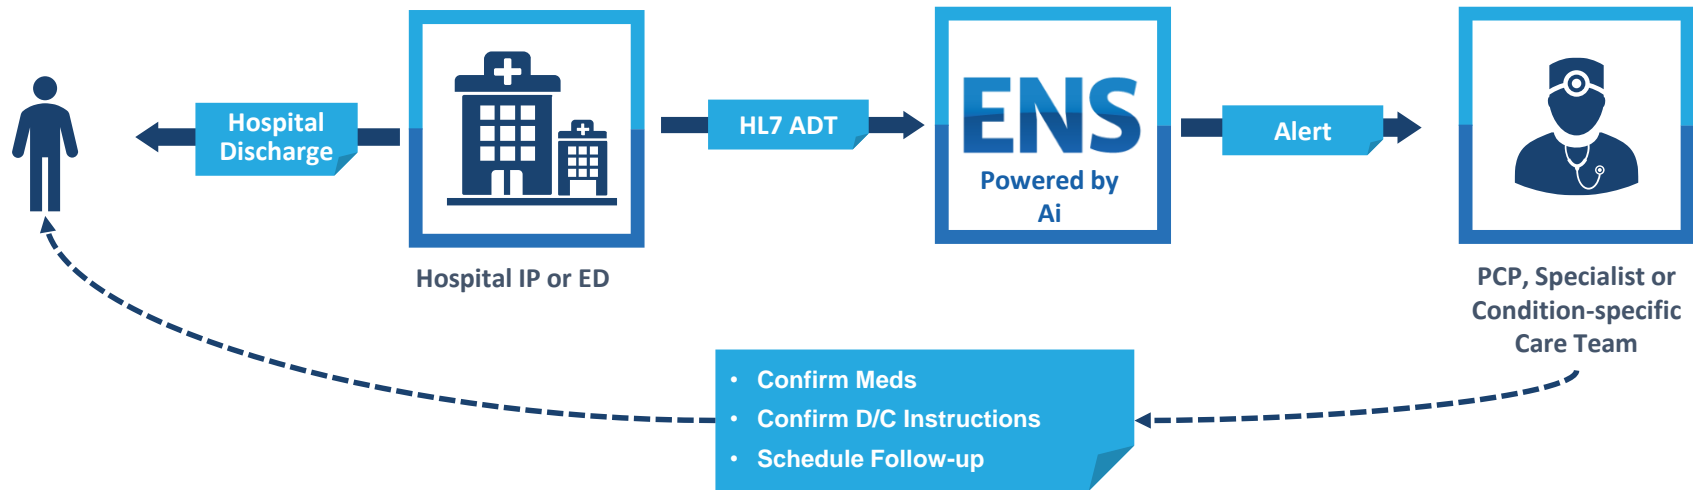 Hospital
Discharge
HL7 ADT
ENS
Powered by
Ai
Alert
Hospital IP or ED
PCP, Specialist or
Condition-specific
Care Team
• Confirm Meds
• Confirm D/C Instructions
• Schedule Follow-up